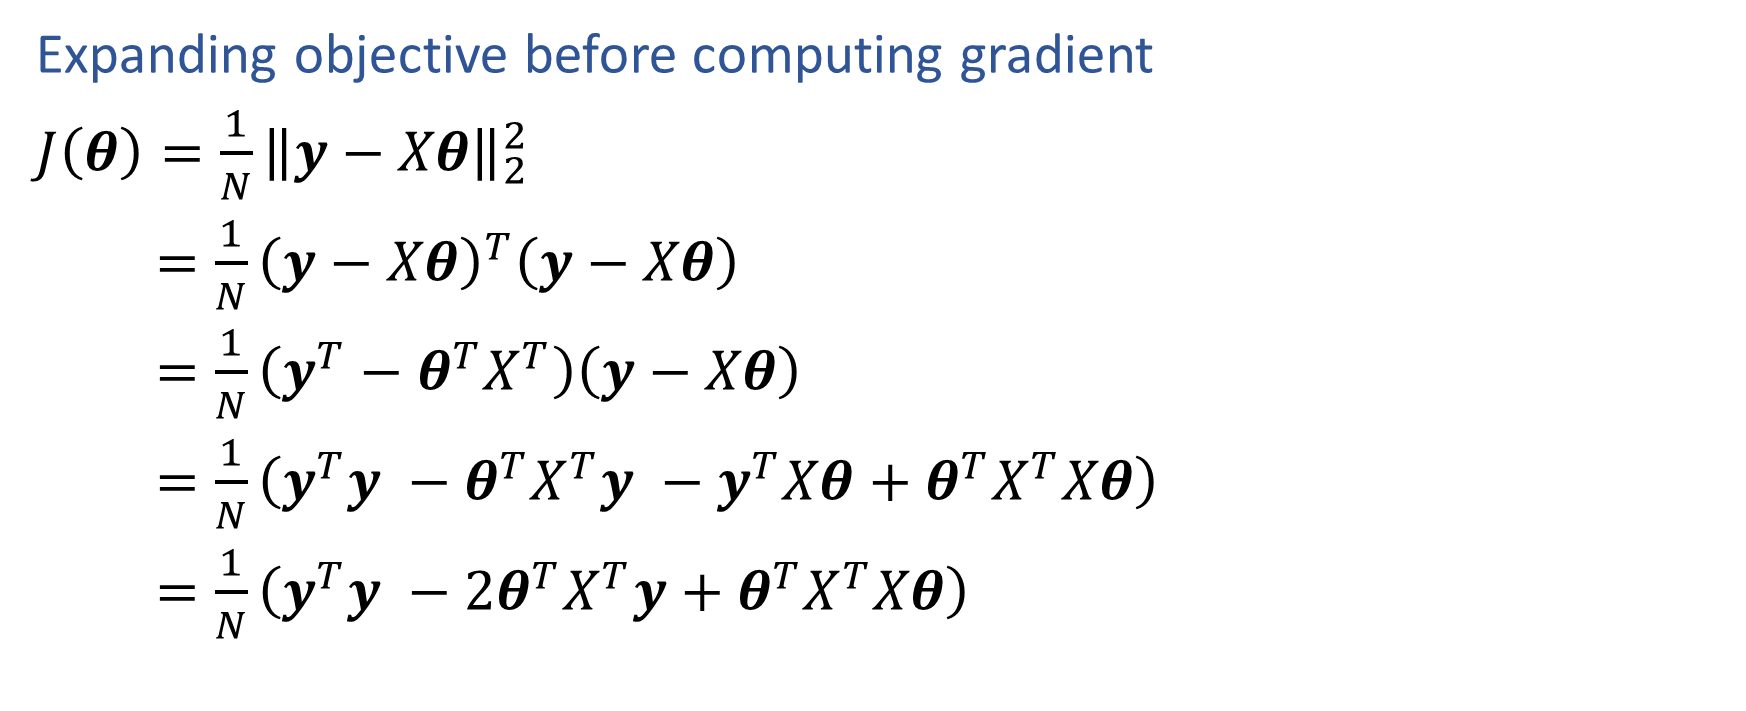 Expanding objective before computing gradient
J(θ) = 1/N ‖y − Xθ‖₂²
= 1/N (y − Xθ)ᵀ(y − Xθ)
= 1/N (yᵀ − θᵀXᵀ)(y − Xθ)
= 1/N (yᵀy − θᵀXᵀy − yᵀXθ + θᵀXᵀXθ)
= 1/N (yᵀy − 2θᵀXᵀy + θᵀXᵀXθ)